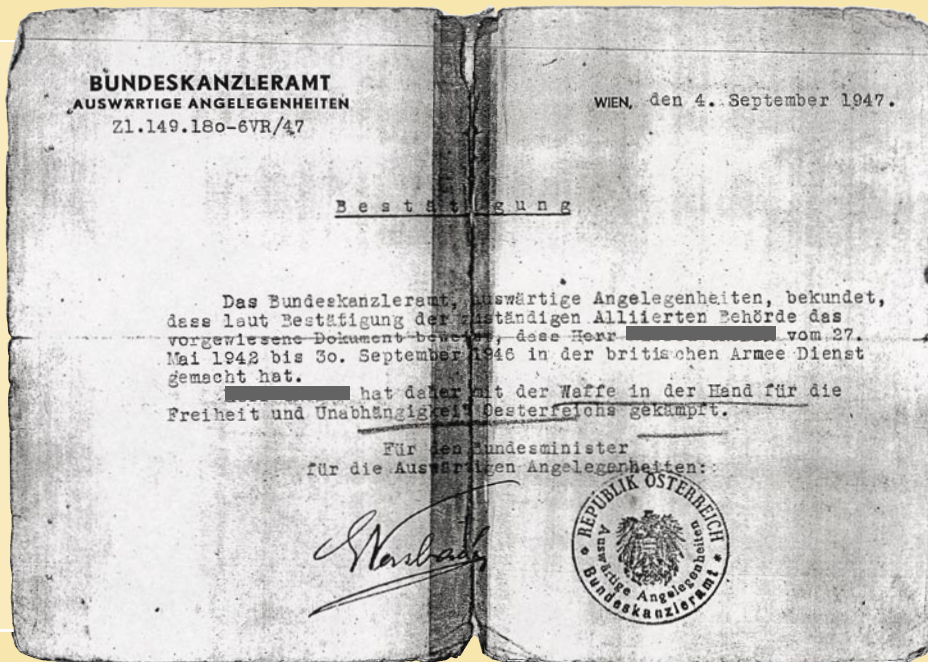 BUNDESKANZLERAMT
AUSWÄRTIGE ANGELEGENHEITEN
Zl.149.180-6VR/47
WIEN, den 4. September 1947.
Bestätigung
Das Bundeskanzleramt, Auswärtige Angelegenheiten, bekundet,
dass laut Bestätigung der zuständigen Alliierten Behörde das
vorgewiesene Dokument beweist, dass Herr vom 27.
Mai 1942 bis 30. September 1946 in der britischen Armee Dienst
gemacht hat.
hat daher mit der Waffe in der Hand für die
Freiheit und Unabhängigkeit Oesterreichs gekämpft.
Für den Bundesminister
für die Auswärtigen Angelegenheiten:
REPUBLIK ÖSTERREICH
Auswärtige Angelegenheiten
Bundeskanzleramt